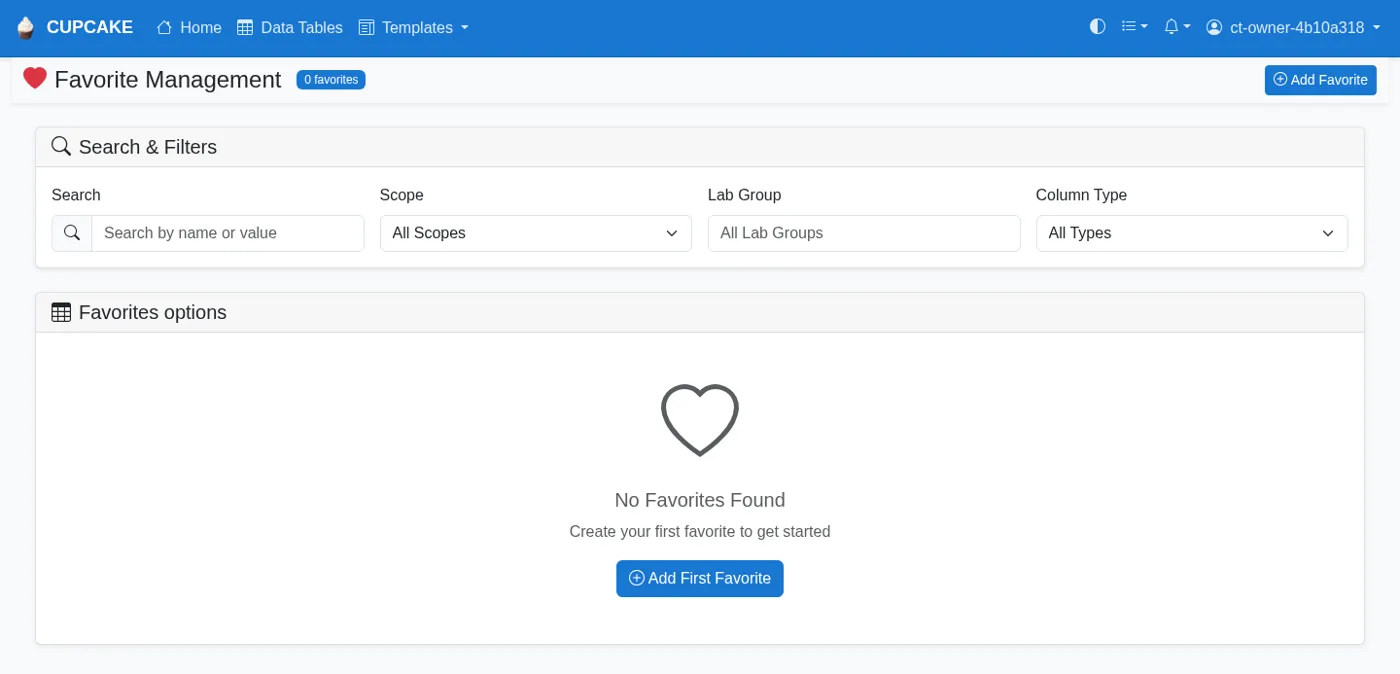 CUPCAKE Home Data Tables Templates ct-owner-4b10a318
Favorite Management 0 favorites Add Favorite
Search & Filters
Search Scope Lab Group Column Type
Search by name or value All Scopes All Lab Groups All Types
Favorites options
No Favorites Found
Create your first favorite to get started
Add First Favorite